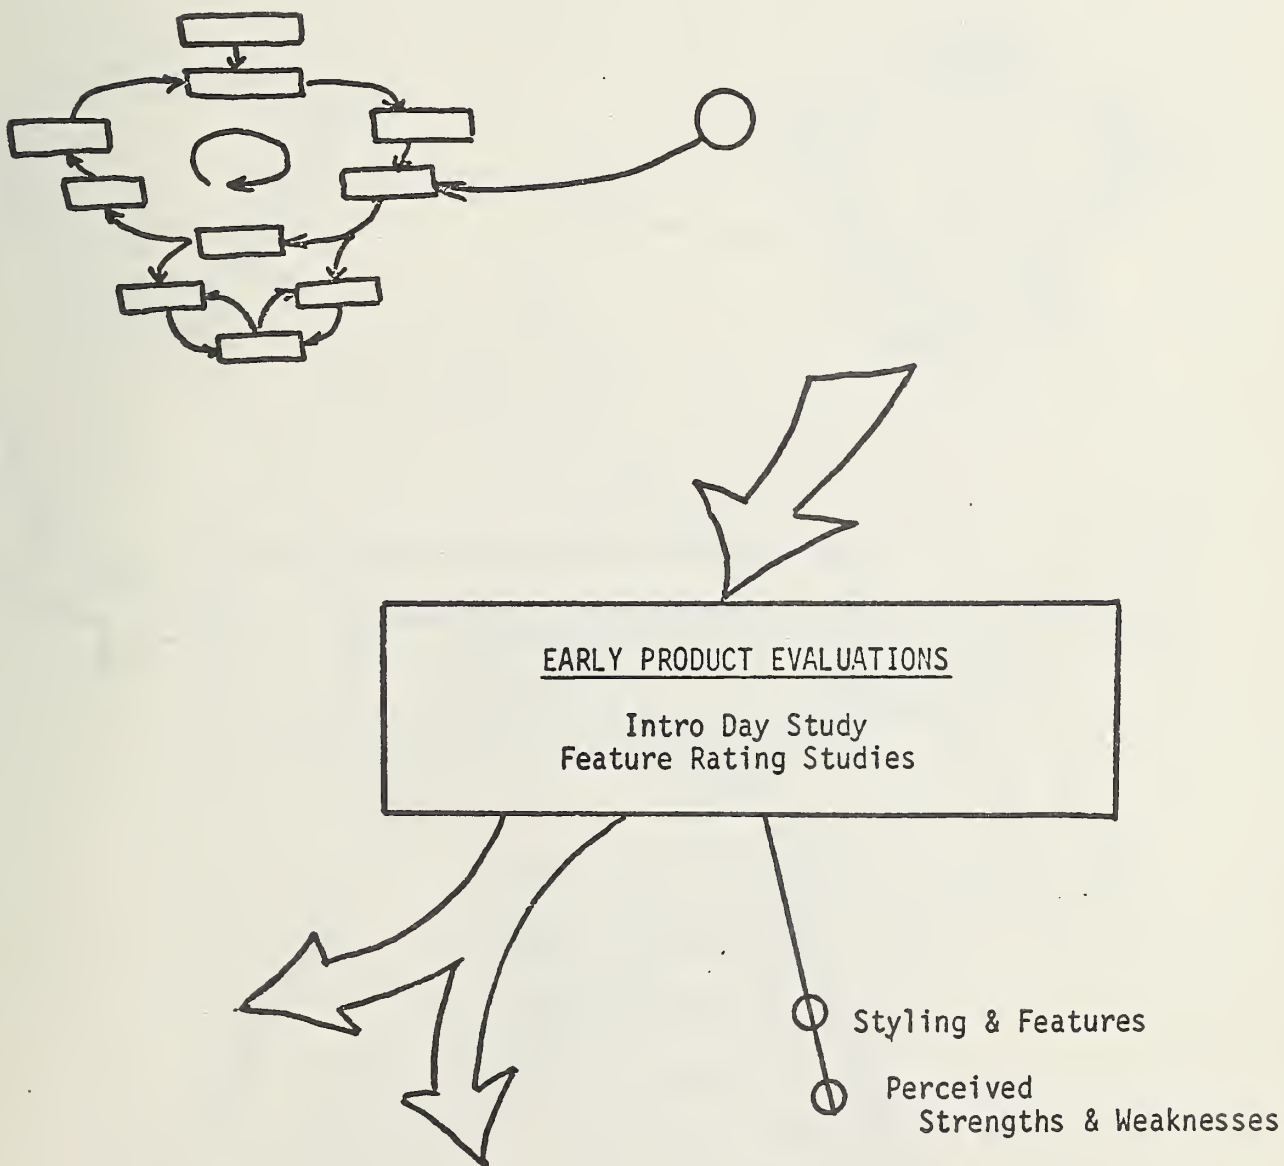 EARLY PRODUCT EVALUATIONS
Intro Day Study
Feature Rating Studies
Styling & Features
Perceived
Strengths & Weaknesses